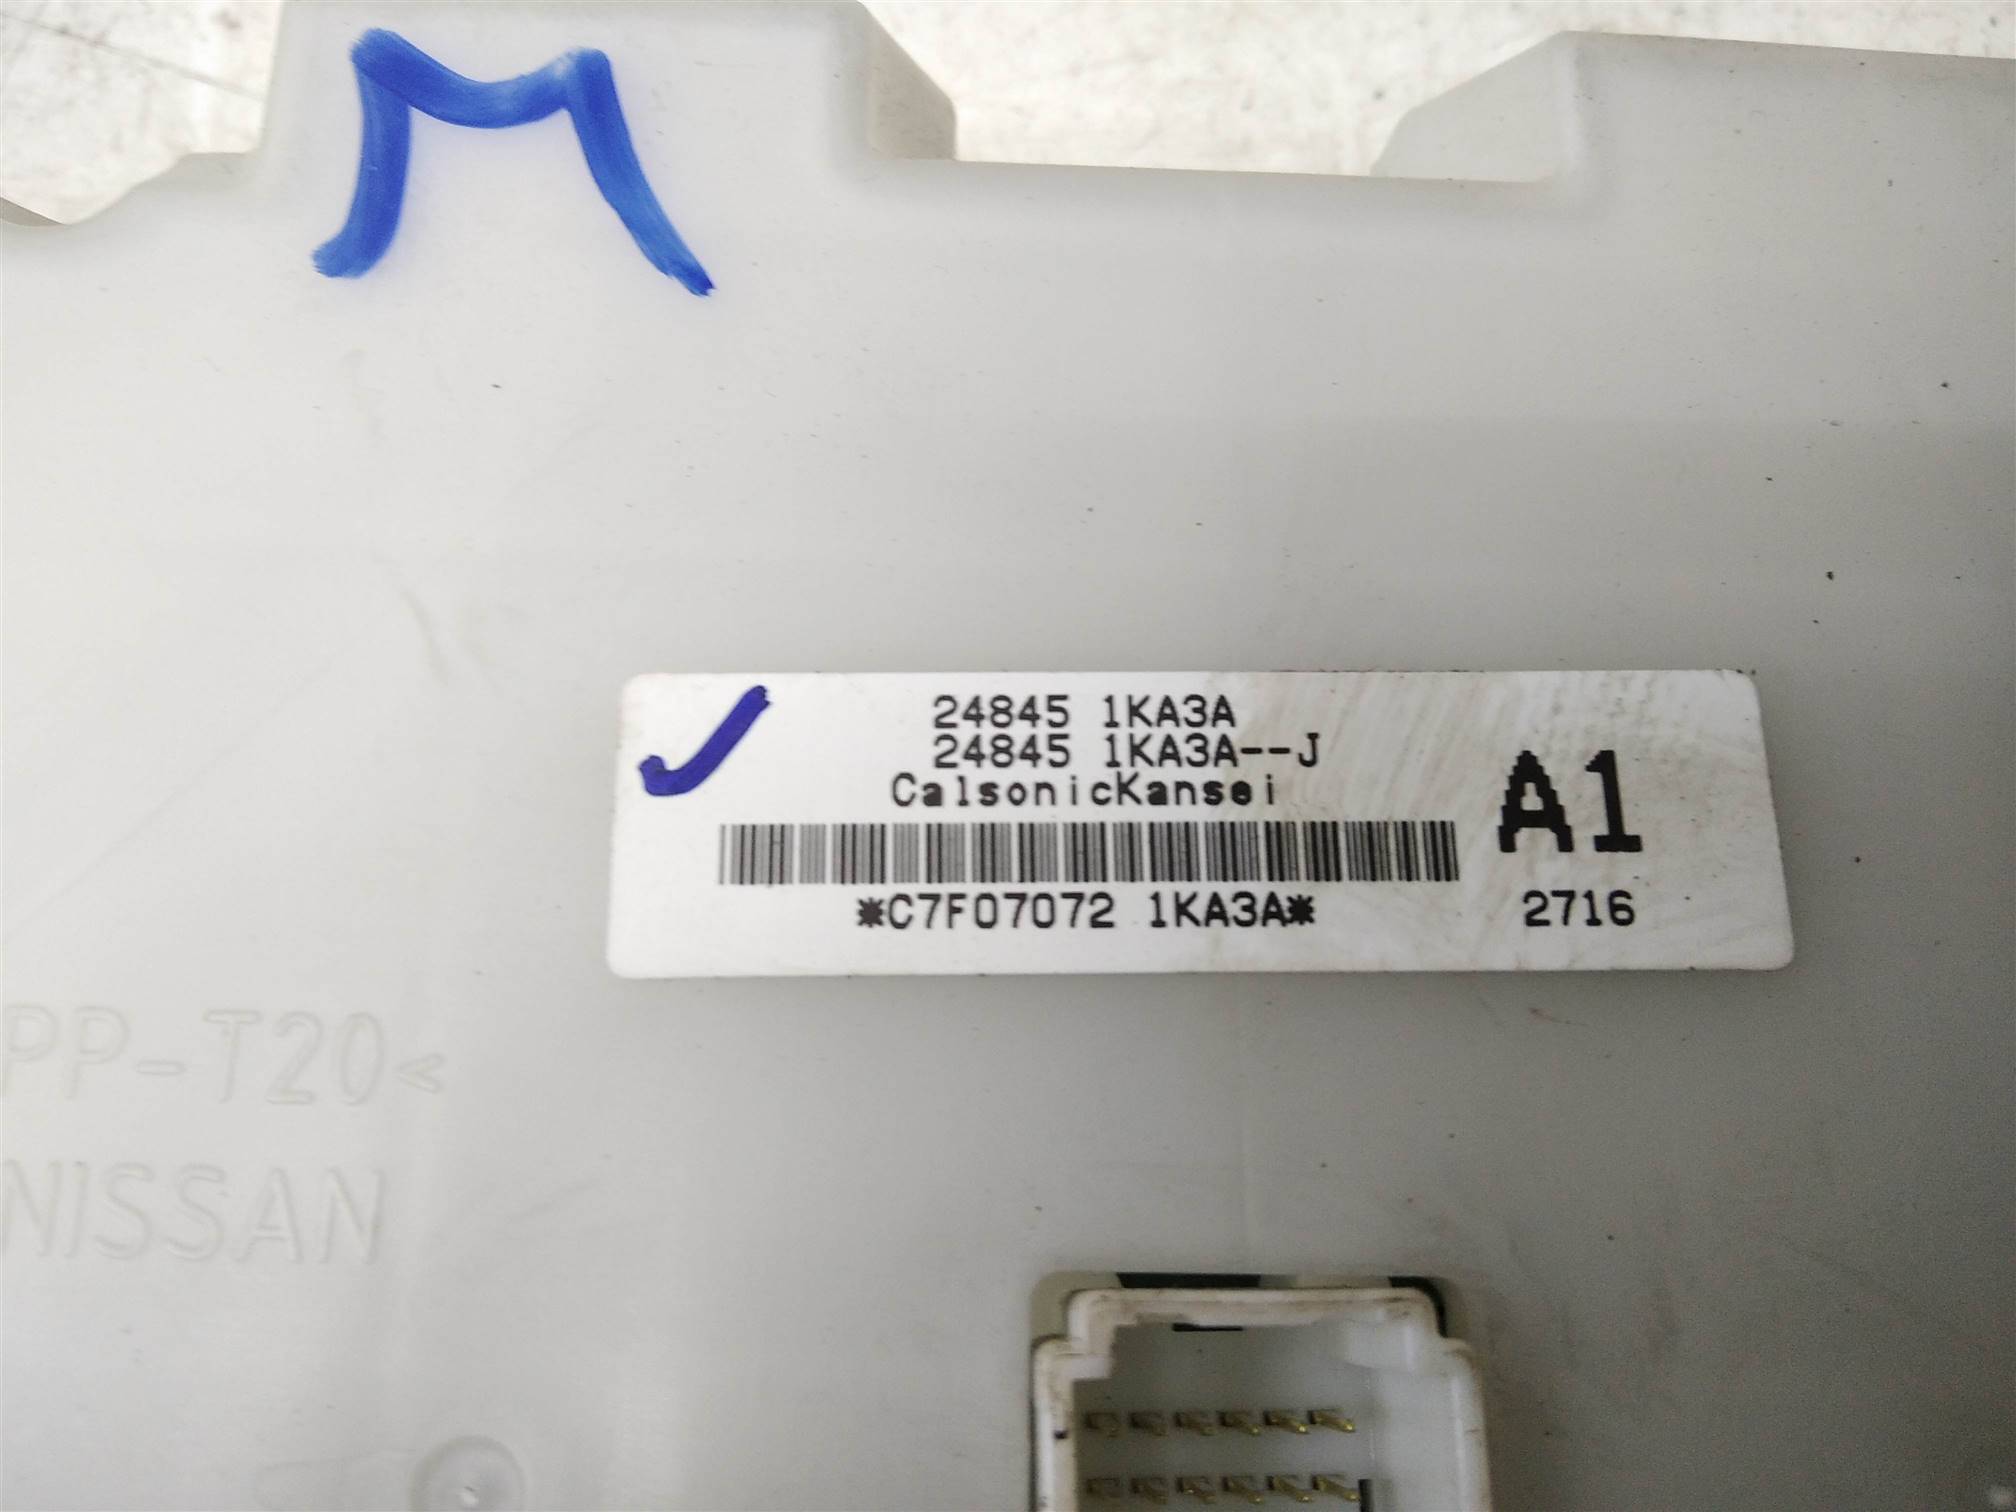 M
24845 1KA3A
24845 1KA3A--J
CalsonicKansei
A1
*C7F07072 1KA3A*
2716
PP-T20<
NISSAN